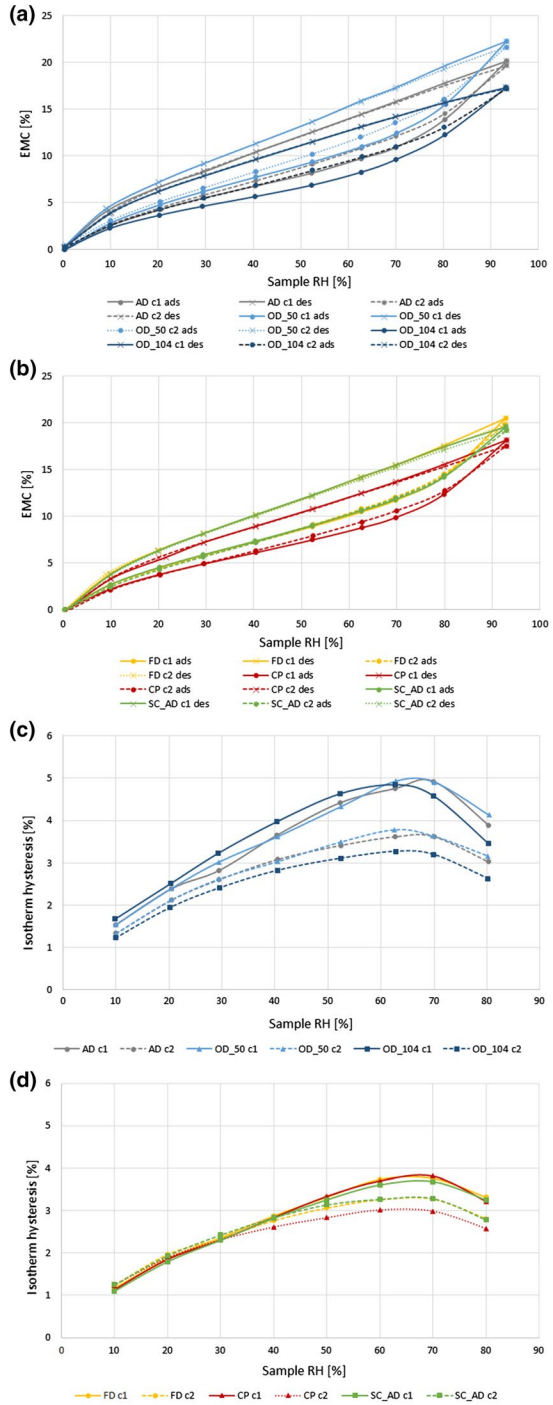 (a)
25
20
15
10
5
0
EMC [%]
0 10 20 30 40 50 60 70 80 90 100
Sample RH [%]
AD c1 ads AD c1 des AD c2 ads
AD c2 des OD_50 c1 ads OD_50 c1 des
OD_50 c2 ads OD_50 c2 des OD_104 c1 ads
OD_104 c1 des OD_104 c2 ads OD_104 c2 des
(b)
25
20
15
10
5
0
EMC [%]
0 10 20 30 40 50 60 70 80 90 100
Sample RH [%]
FD c1 ads FD c1 des FD c2 ads
FD c2 des CP c1 ads CP c1 des
CP c2 ads CP c2 des SC_AD c1 ads
SC_AD c1 des SC_AD c2 ads SC_AD c2 des
(c)
6
5
4
3
2
1
0
Isotherm hysteresis [%]
0 10 20 30 40 50 60 70 80 90
Sample RH [%]
AD c1 AD c2 OD_50 c1 OD_50 c2 OD_104 c1 OD_104 c2
(d)
6
5
4
3
2
1
0
Isotherm hysteresis [%]
0 10 20 30 40 50 60 70 80 90
Sample RH [%]
FD c1 FD c2 CP c1 CP c2 SC_AD c1 SC_AD c2